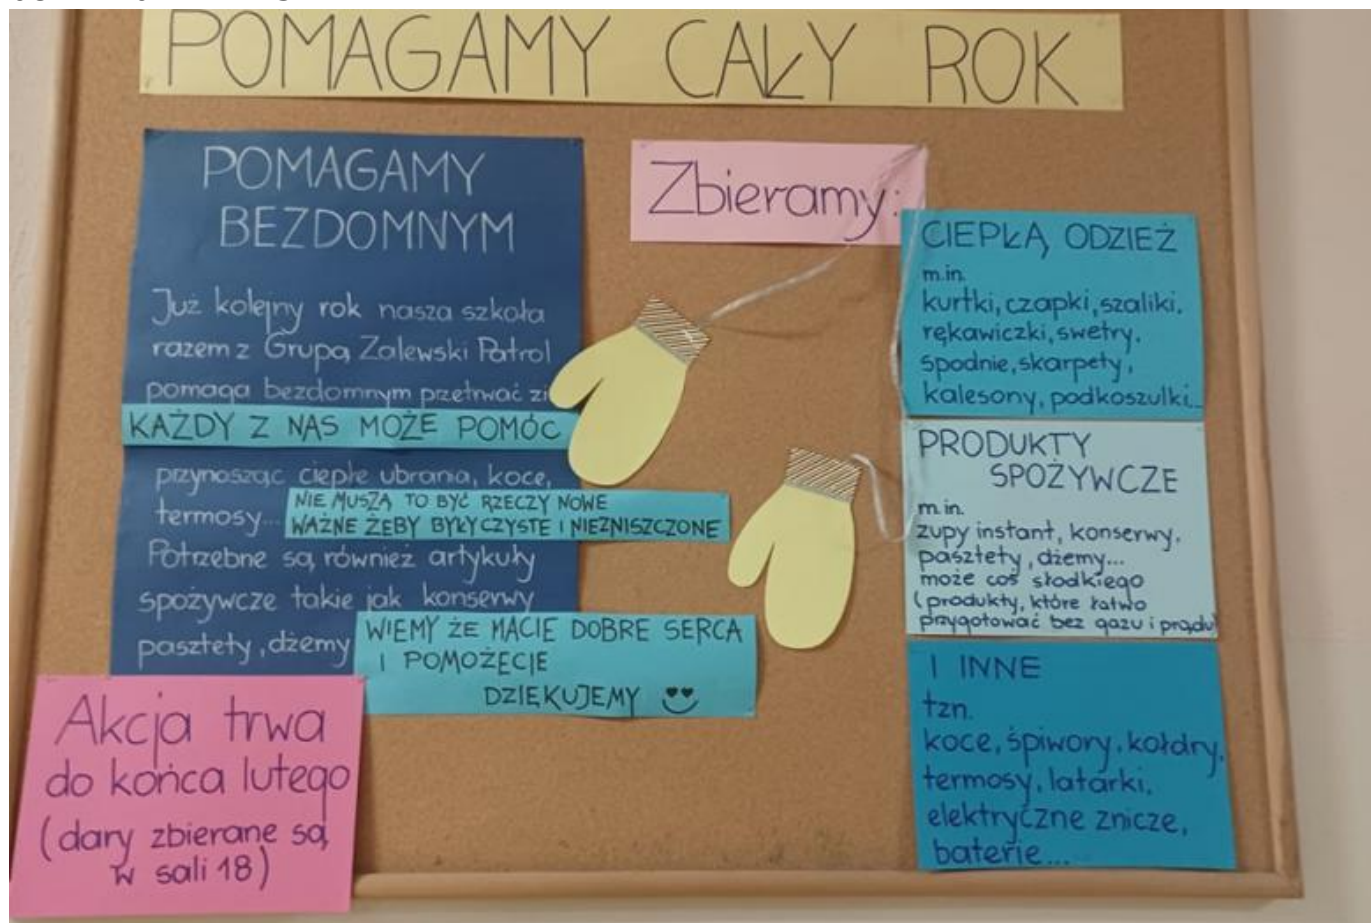 POMAGAMY CAŁY ROK
POMAGAMY
BEZDOMNYM
Już kolejny rok nasza szkoła
razem z Grupą Zalewski Patrol
pomaga bezdomnym przetrwać
KAŻDY Z NAS MOŻE POMÓC
przynosząc ciepłe ubrania, koce,
termosy...
NIE MUSZĄ TO BYĆ RZECZY NOWE
WAŻNE ŻEBY BYŁY CZYSTE I NIEZNISZCZONE
Potrzebne są również artykuły
spożywcze takie jak konserwy
pasztety, dżemy
WIEMY ŻE MACIE DOBRE SERCA
I POMOŻECIE
DZIĘKUJEMY
Akcja trwa
do końca lutego
(dary zbierane są
w sali 18)
Zbieramy:
CIEPŁĄ ODZIEŻ
m.in.
kurtki, czapki, szaliki,
rękawiczki, swetry,
spodnie, skarpety,
kalesony, podkoszulki...
PRODUKTY
SPOŻYWCZE
m.in.
zupy instant, konserwy,
pasztety, dżemy...
może coś słodkiego
(produkty, które łatwo
przygotować bez gazu i prądu)
I INNE
tzn.
koce, śpiwory, kołdry,
termosy, latarki,
elektryczne znicze,
baterie...